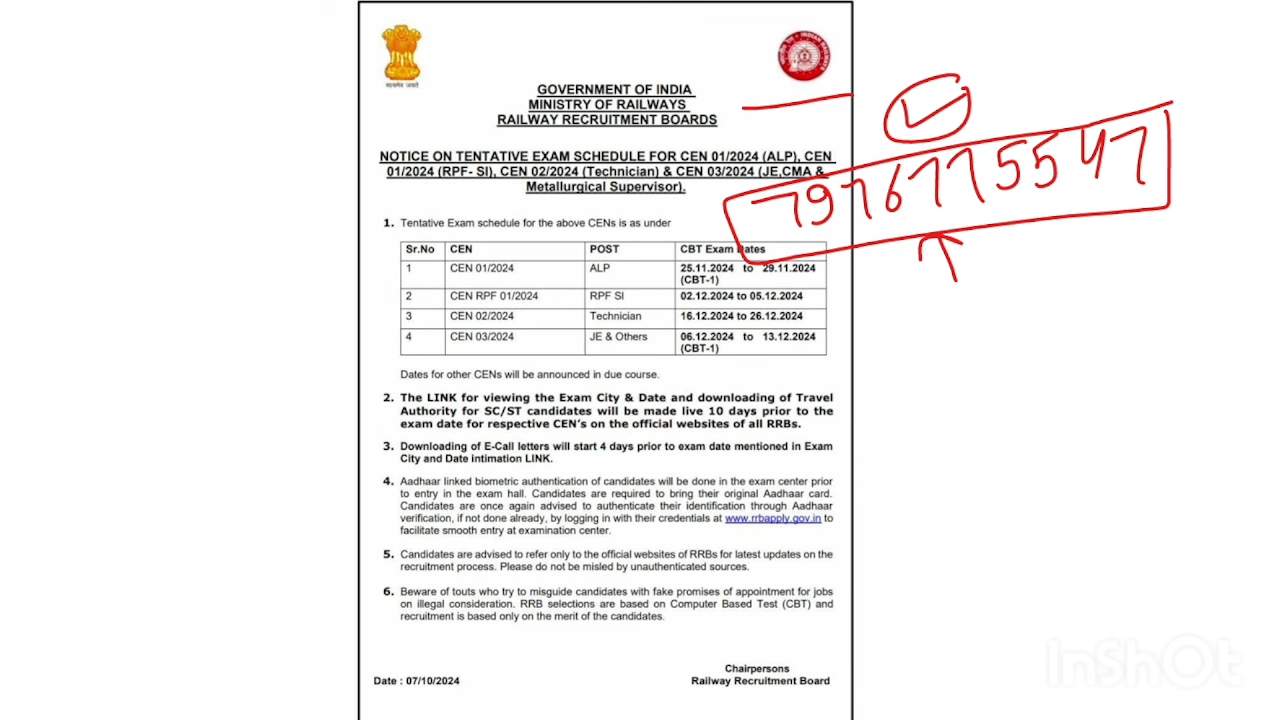 सत्यमेव जयते
GOVERNMENT OF INDIA
MINISTRY OF RAILWAYS
RAILWAY RECRUITMENT BOARDS
NOTICE ON TENTATIVE EXAM SCHEDULE FOR CEN 01/2024 (ALP), CEN
01/2024 (RPF- SI), CEN 02/2024 (Technician) & CEN 03/2024 (JE,CMA &
Metallurgical Supervisor).
7976775547
1. Tentative Exam schedule for the above CENs is as under
Sr.No CEN POST CBT Exam Dates
1 CEN 01/2024 ALP 25.11.2024 to 29.11.2024
(CBT-1)
2 CEN RPF 01/2024 RPF SI 02.12.2024 to 05.12.2024
3 CEN 02/2024 Technician 16.12.2024 to 26.12.2024
4 CEN 03/2024 JE & Others 06.12.2024 to 13.12.2024
(CBT-1)
Dates for other CENs will be announced in due course.
2. The LINK for viewing the Exam City & Date and downloading of Travel
Authority for SC/ST candidates will be made live 10 days prior to the
exam date for respective CEN's on the official websites of all RRBs.
3. Downloading of E-Call letters will start 4 days prior to exam date mentioned in Exam
City and Date intimation LINK.
4. Aadhaar linked biometric authentication of candidates will be done in the exam center prior
to entry in the exam hall. Candidates are required to bring their original Aadhaar card.
Candidates are once again advised to authenticate their identification through Aadhaar
verification, if not done already, by logging in with their credentials at www.rrbapply.gov.in to
facilitate smooth entry at examination center.
5. Candidates are advised to refer only to the official websites of RRBs for latest updates on the
recruitment process. Please do not be misled by unauthenticated sources.
6. Beware of touts who try to misguide candidates with fake promises of appointment for jobs
on illegal consideration. RRB selections are based on Computer Based Test (CBT) and
recruitment is based only on the merit of the candidates.
Chairpersons
Date : 07/10/2024 Railway Recruitment Board
InShOt